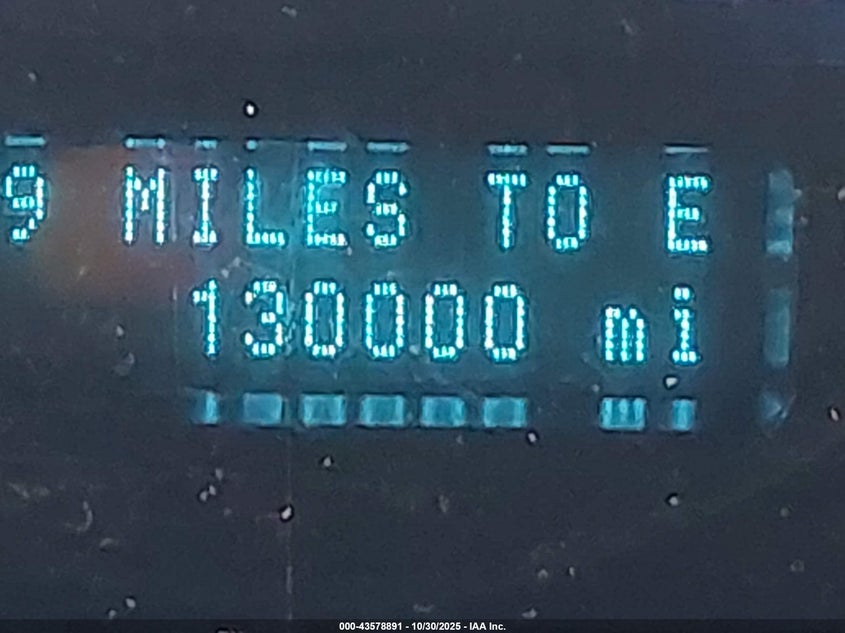 9 MILES TO E
130000 mi
000-43578891 - 10/30/2025 - IAA Inc.